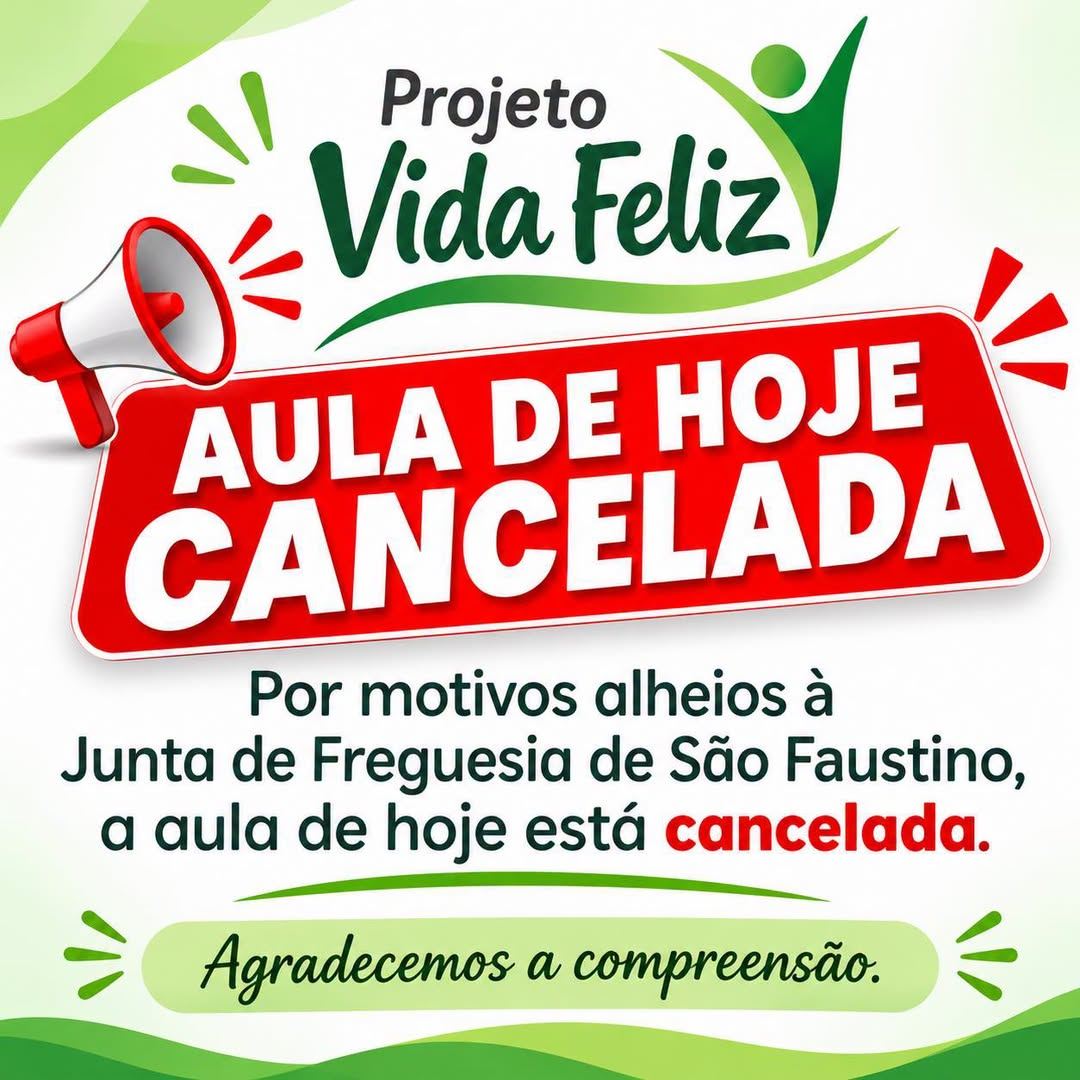 Projeto
Vida Feliz
AULA DE HOJE
CANCELADA
Por motivos alheios à
Junta de Freguesia de São Faustino,
a aula de hoje está cancelada.
Agradecemos a compreensão.